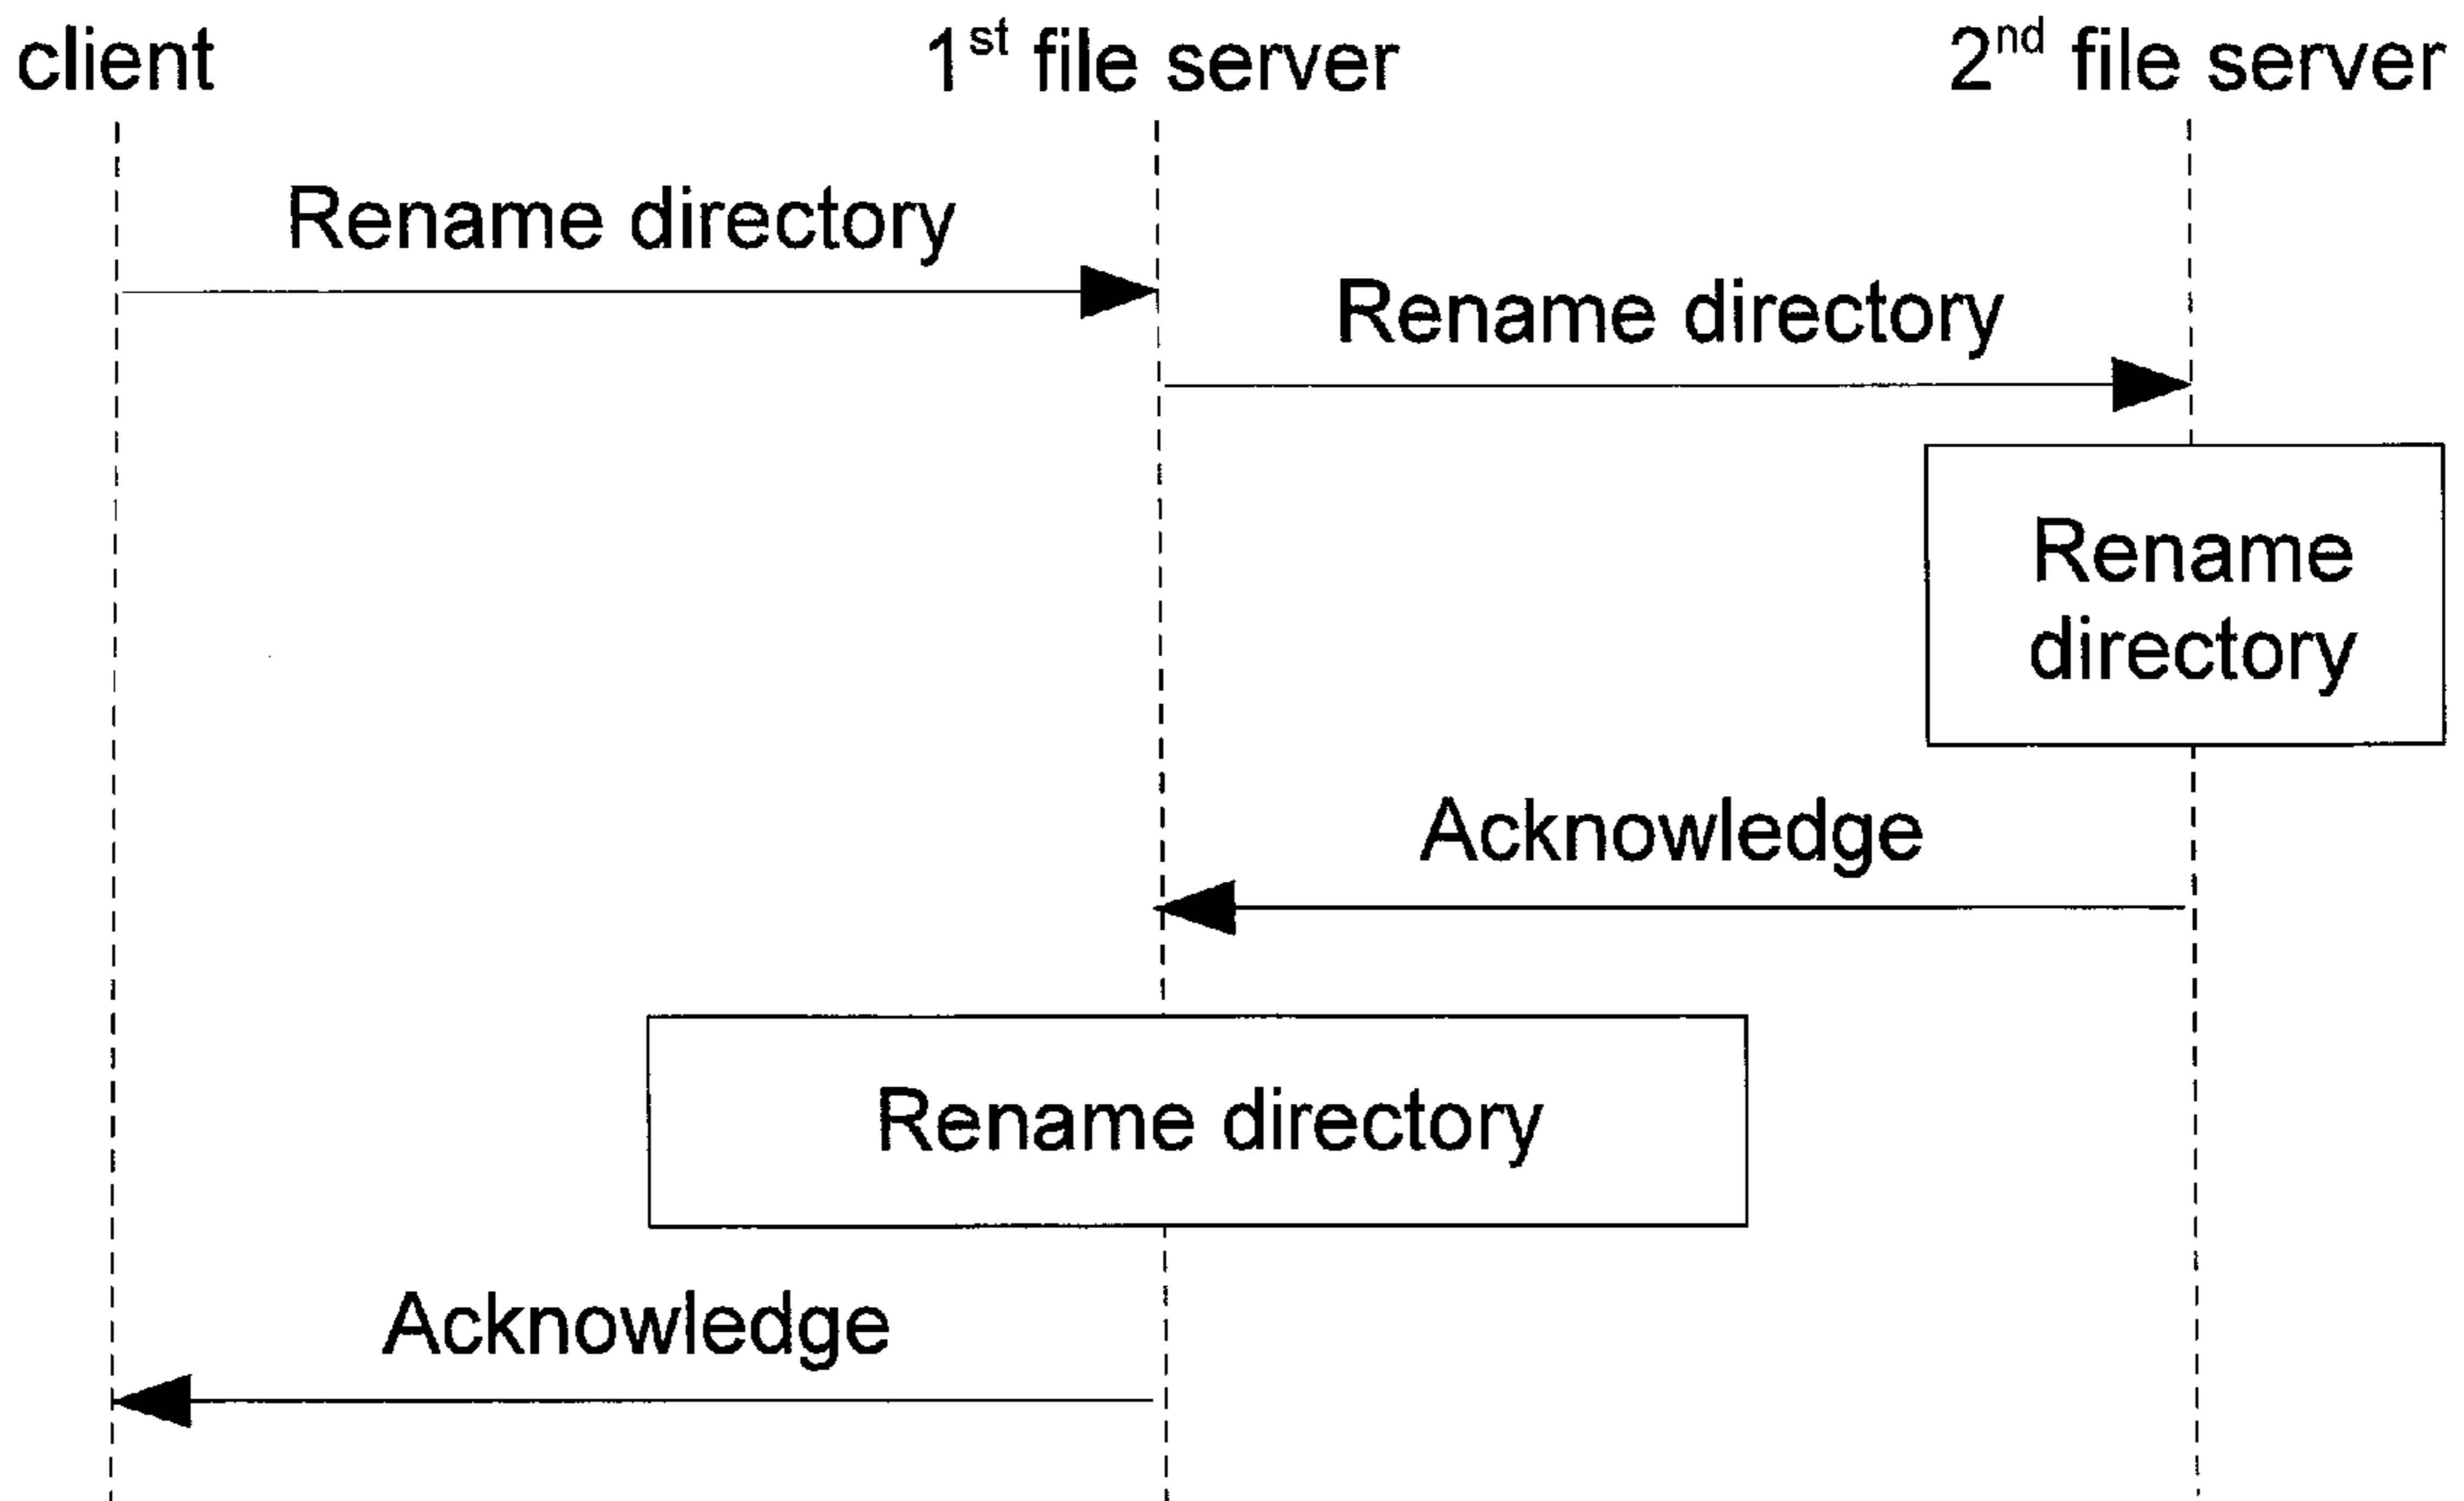 client
1st file server
2nd file server
Rename directory
Rename directory
Rename
directory
Acknowledge
Rename directory
Acknowledge